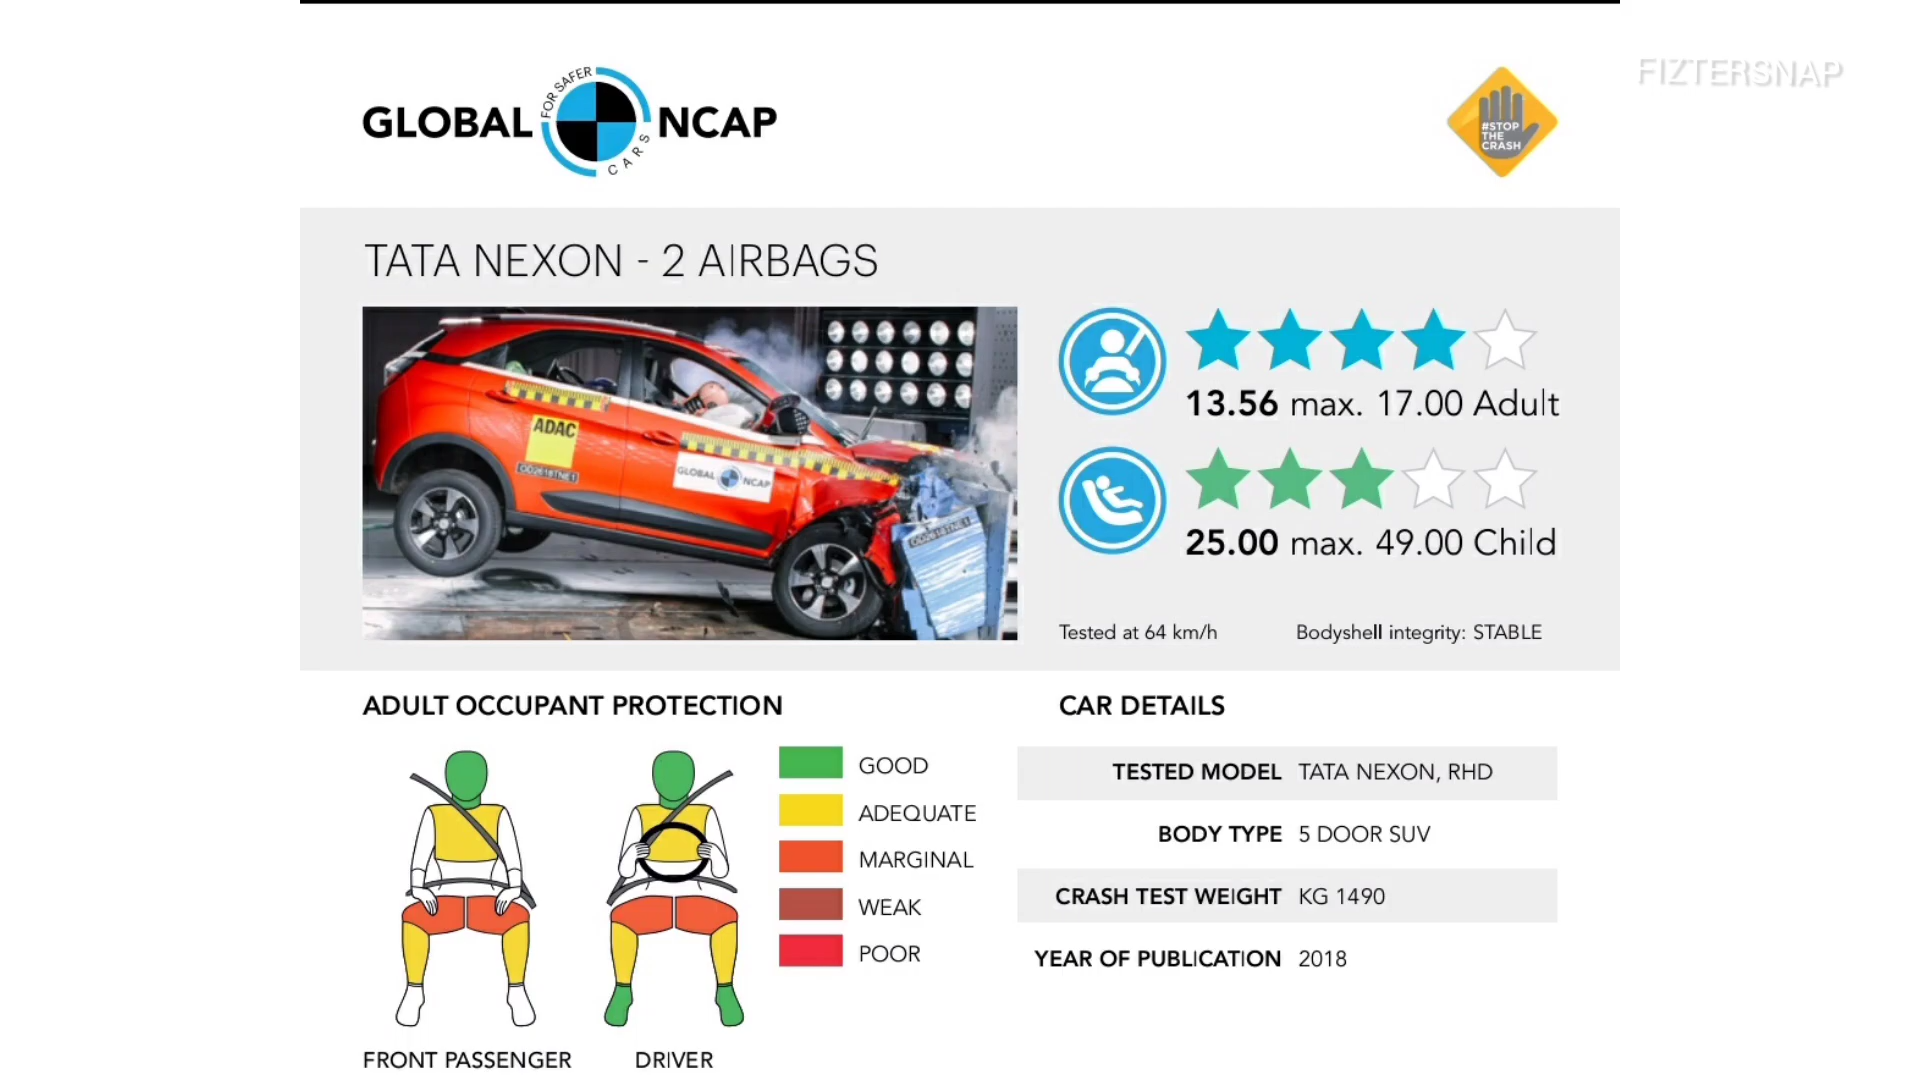 FIZTERSNAP
GLOBAL FOR SAFER CARS NCAP
#STOP
THE
CRASH
TATA NEXON - 2 AIRBAGS
ADAC
OD2618TNE1
GLOBAL NCAP
OD2618TNE1
13.56 max. 17.00 Adult
25.00 max. 49.00 Child
Tested at 64 km/h Bodyshell integrity: STABLE
ADULT OCCUPANT PROTECTION
GOOD
ADEQUATE
MARGINAL
WEAK
POOR
FRONT PASSENGER DRIVER
CAR DETAILS
TESTED MODEL TATA NEXON, RHD
BODY TYPE 5 DOOR SUV
CRASH TEST WEIGHT KG 1490
YEAR OF PUBLICATION 2018